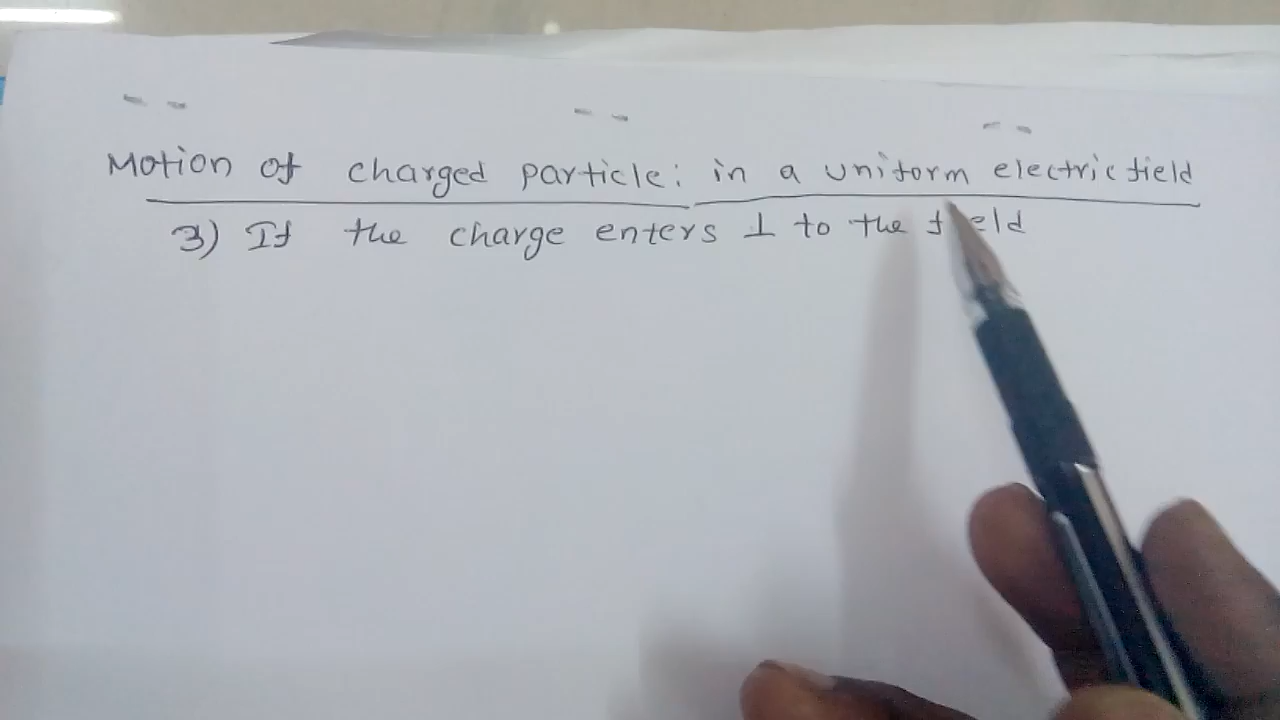 Motion of charged particle: in a uniform electric field
3) If the charge enters ⊥ to the field